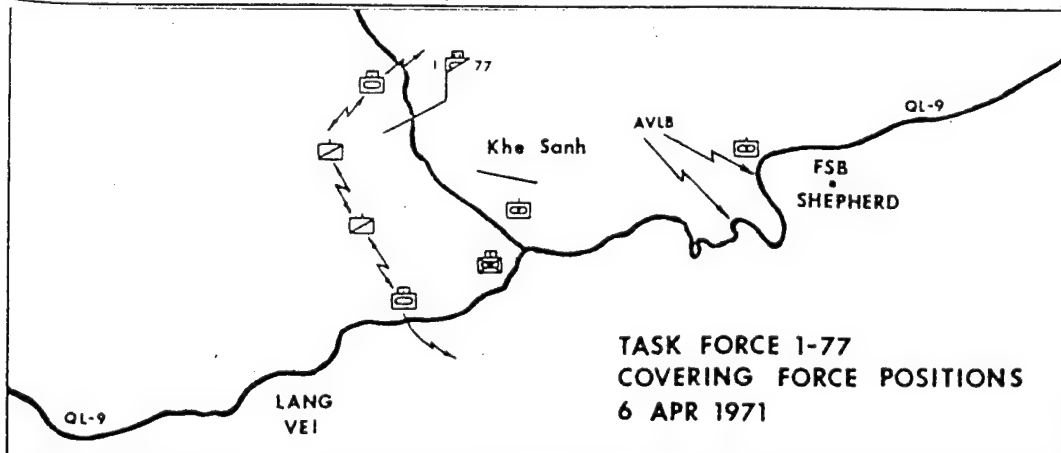 1 77
QL-9
AVLB
Khe Sanh
FSB
SHEPHERD
TASK FORCE 1-77
COVERING FORCE POSITIONS
6 APR 1971
LANG
VEI
QL-9